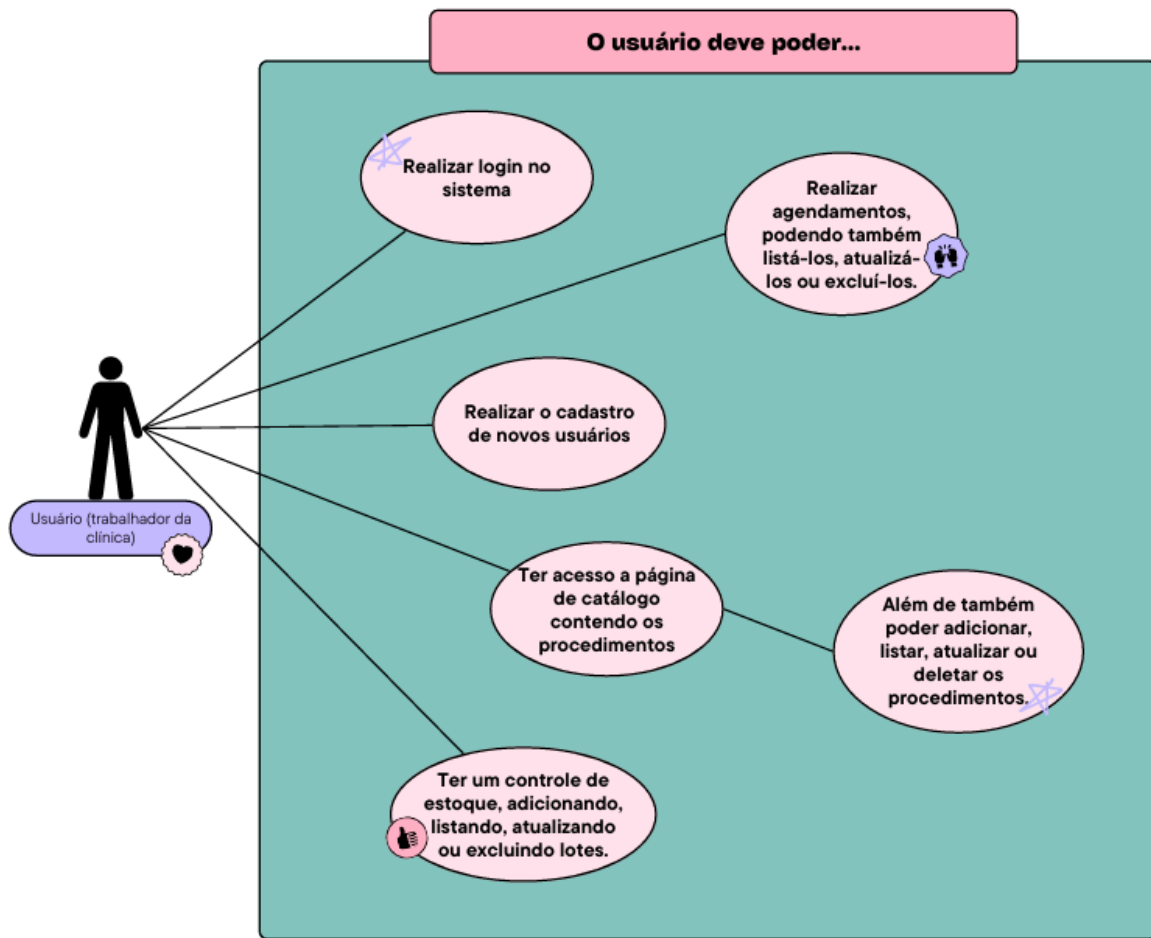 O usuário deve poder...
Realizar login no
sistema
Realizar
agendamentos,
podendo também
listá-los, atualizá-
los ou excluí-los.
Realizar o cadastro
de novos usuários
Usuário (trabalhador da
clínica)
Ter acesso a página
de catálogo
contendo os
procedimentos
Além de também
poder adicionar,
listar, atualizar ou
deletar os
procedimentos.
Ter um controle de
estoque, adicionando,
listando, atualizando
ou excluindo lotes.